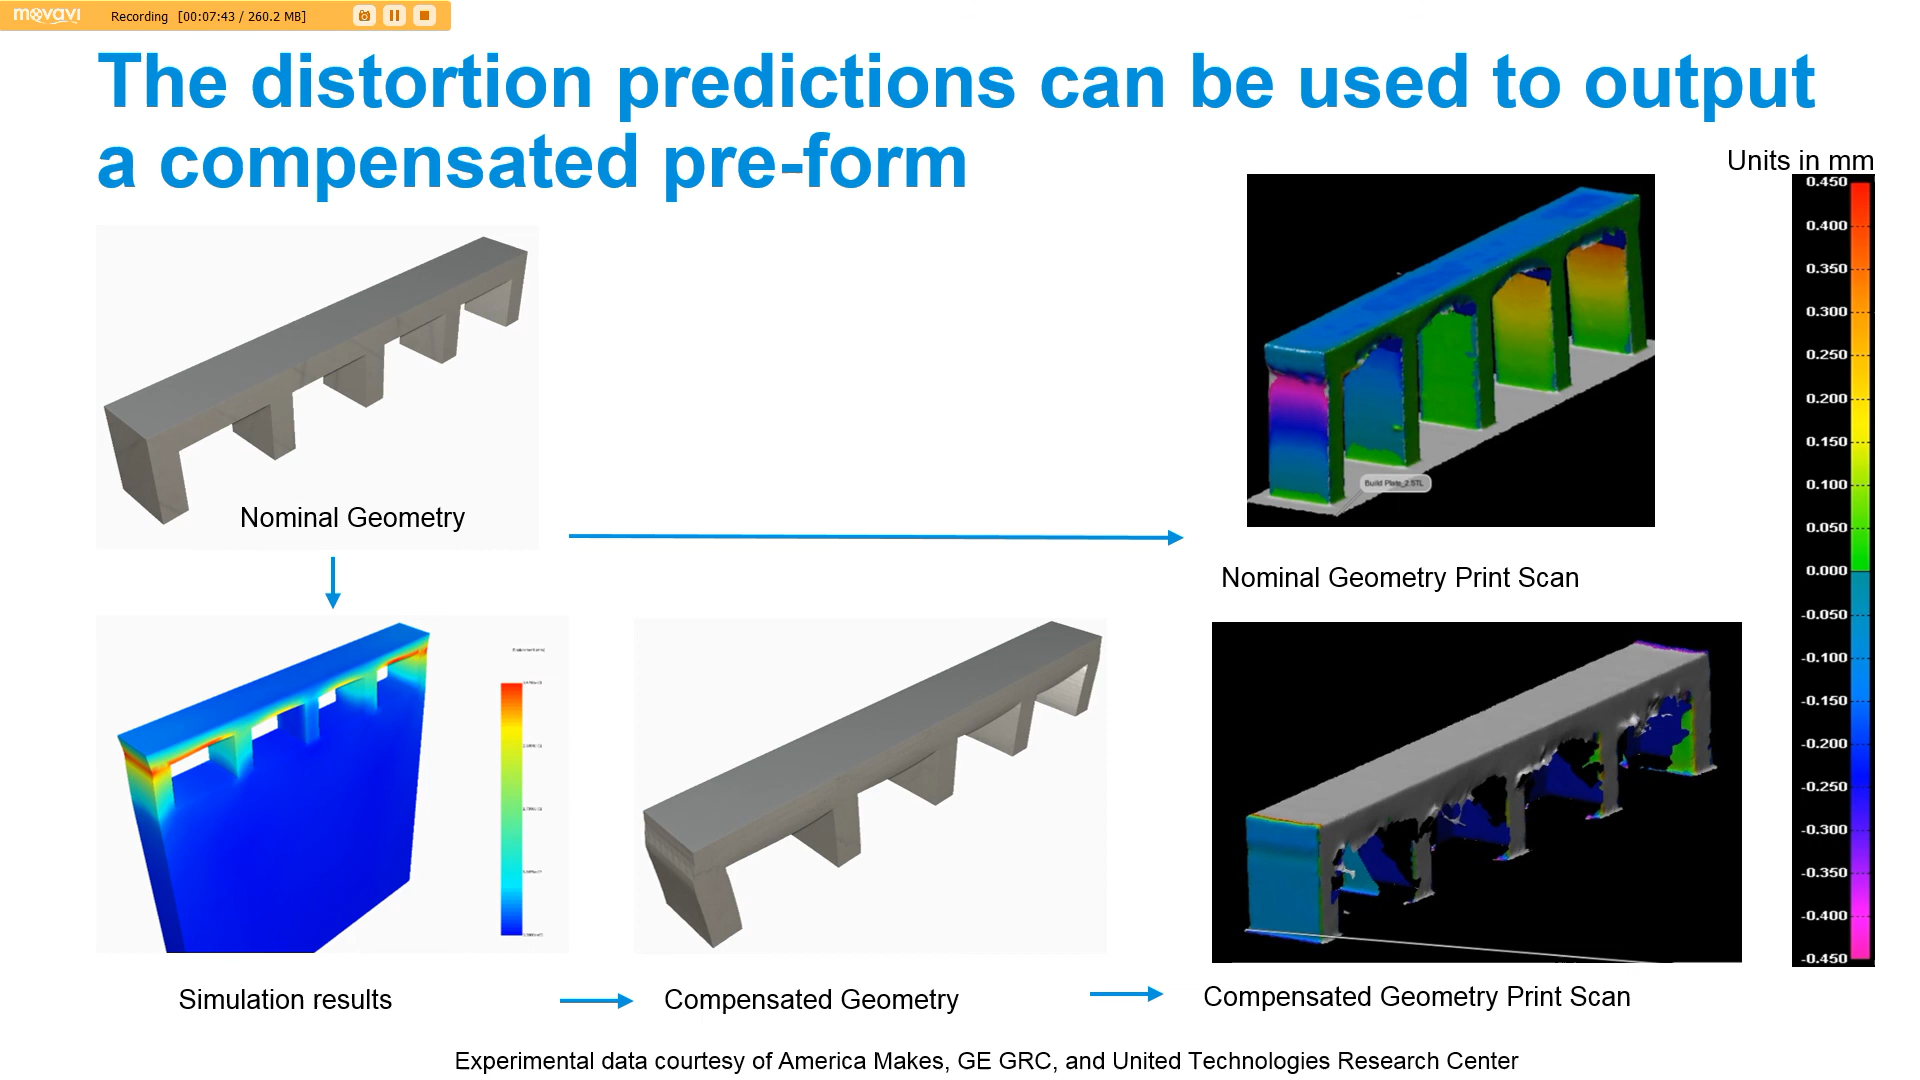 movavi
Recording [00:07:43 / 260.2 MB]
The distortion predictions can be used to output
a compensated pre-form
Units in mm
0.450
0.400
0.350
0.300
0.250
0.200
0.150
0.100
0.050
0.000
-0.050
-0.100
-0.150
-0.200
-0.250
-0.300
-0.350
-0.400
-0.450
Nominal Geometry
Build Plate_2.STL
Nominal Geometry Print Scan
Simulation results
Compensated Geometry
Compensated Geometry Print Scan
Experimental data courtesy of America Makes, GE GRC, and United Technologies Research Center